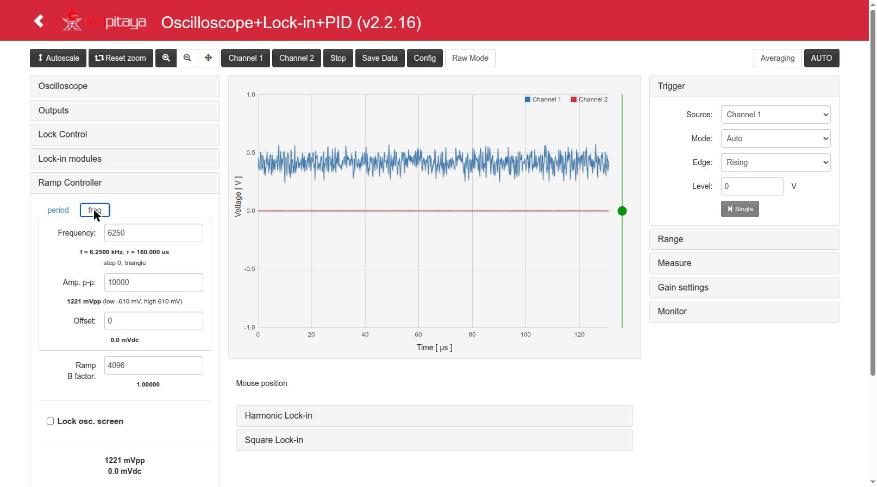 redpitaya
Oscilloscope+Lock-in+PID (v2.2.16)
Autoscale
Reset zoom
Channel 1
Channel 2
Stop
Save Data
Config
Raw Mode
Averaging
AUTO
Oscilloscope
Outputs
Lock Control
Lock-in modules
Ramp Controller
period
freq
Frequency: 6250
f = 6.2500 kHz, τ = 160.000 us
step 0, triangle
Amp. p-p: 10000
1221 mVpp (low -610 mV, high 610 mV)
Offset: 0
0.0 mVdc
Ramp
B factor: 4096
1.00000
Lock osc. screen
1221 mVpp
0.0 mVdc
Channel 1
Channel 2
Voltage [ V ]
1.0
0.5
0.0
-0.5
-1.0
0
20
40
60
80
100
120
Time [ µs ]
Mouse position
Harmonic Lock-in
Square Lock-in
Trigger
Source: Channel 1
Mode: Auto
Edge: Rising
Level: 0 V
Single
Range
Measure
Gain settings
Monitor